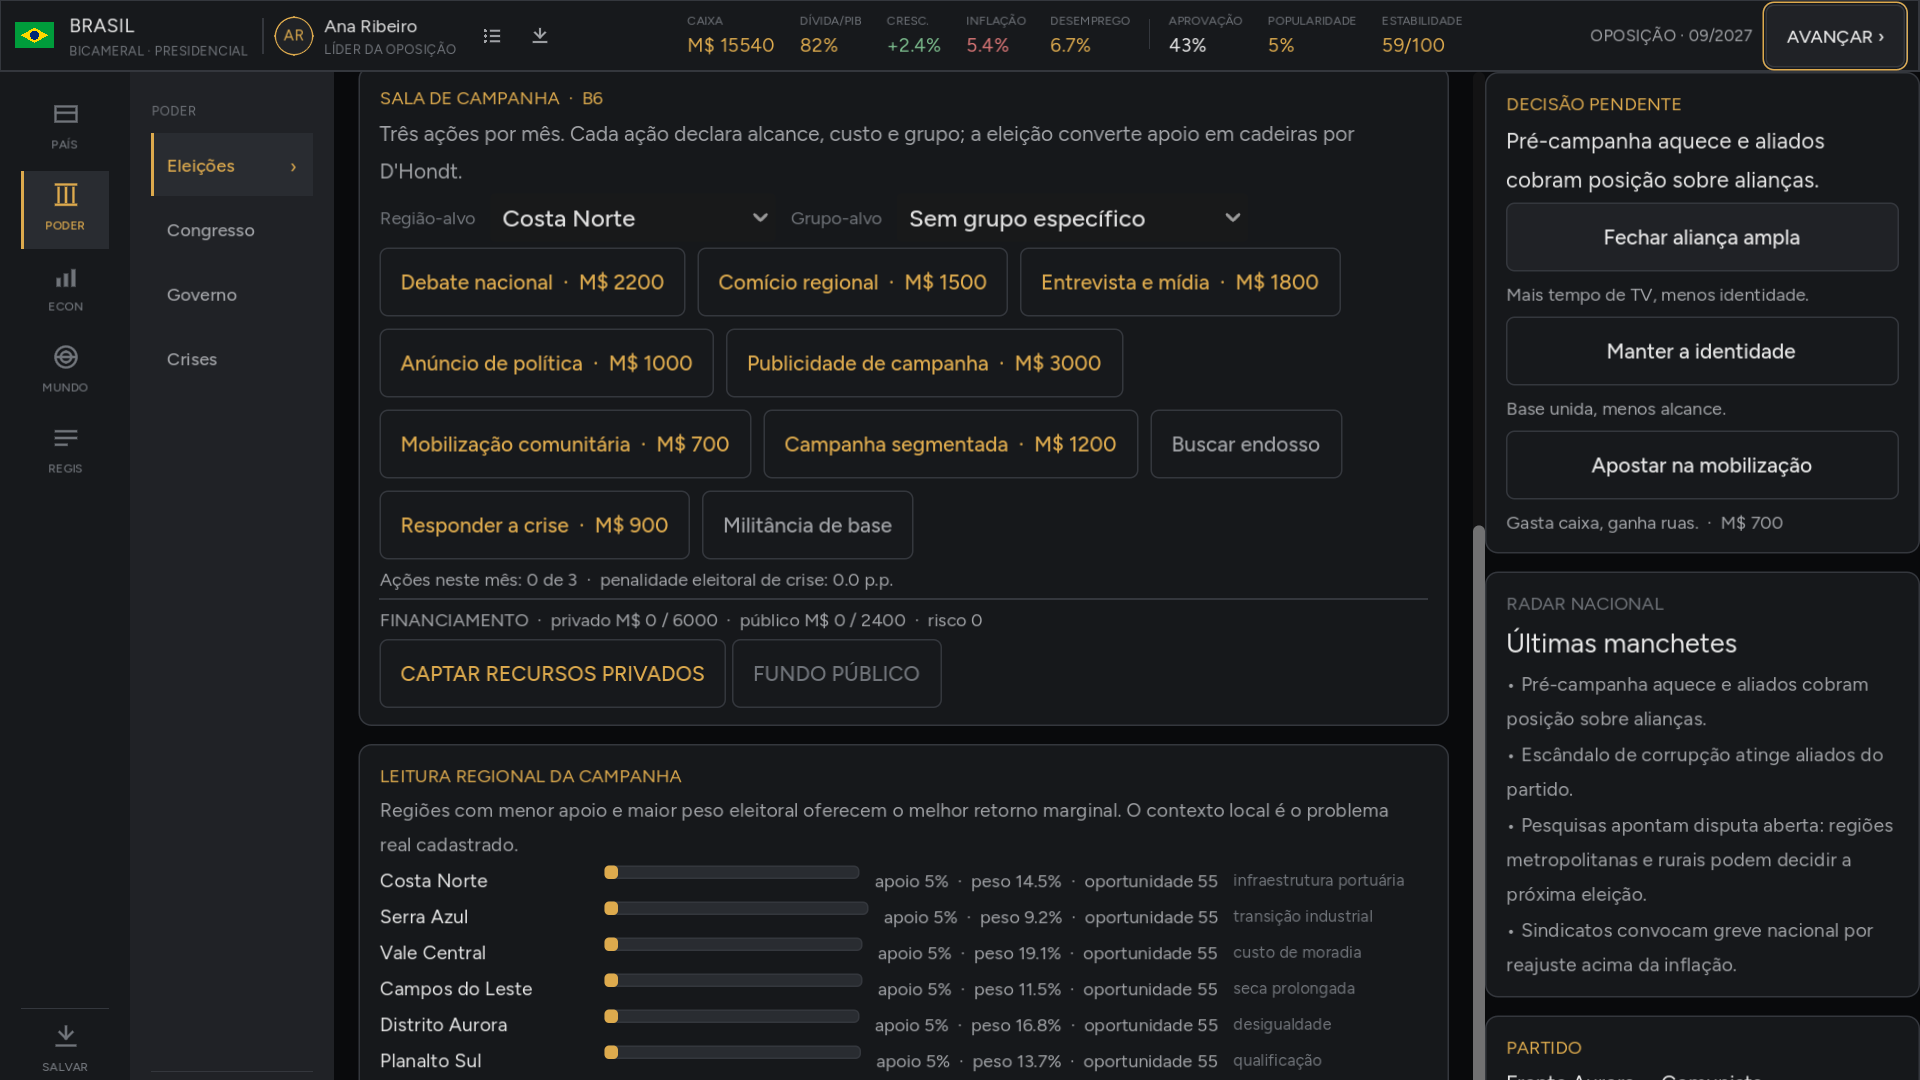 BRASIL
BICAMERAL · PRESIDENCIAL
AR
Ana Ribeiro
LÍDER DA OPOSIÇÃO
CAIXA
M$ 15540
DÍVIDA/PIB
82%
CRESC.
+2.4%
INFLAÇÃO
5.4%
DESEMPREGO
6.7%
APROVAÇÃO
43%
POPULARIDADE
5%
ESTABILIDADE
59/100
OPOSIÇÃO · 09/2027
AVANÇAR ›
PAÍS
PODER
ECON
MUNDO
REGIS
SALVAR
PODER
Eleições ›
Congresso
Governo
Crises
SALA DE CAMPANHA · B6
Três ações por mês. Cada ação declara alcance, custo e grupo; a eleição converte apoio em cadeiras por
D'Hondt.
Região-alvo Costa Norte Grupo-alvo Sem grupo específico
Debate nacional · M$ 2200
Comício regional · M$ 1500
Entrevista e mídia · M$ 1800
Anúncio de política · M$ 1000
Publicidade de campanha · M$ 3000
Mobilização comunitária · M$ 700
Campanha segmentada · M$ 1200
Buscar endosso
Responder a crise · M$ 900
Militância de base
Ações neste mês: 0 de 3 · penalidade eleitoral de crise: 0.0 p.p.
FINANCIAMENTO · privado M$ 0 / 6000 · público M$ 0 / 2400 · risco 0
CAPTAR RECURSOS PRIVADOS
FUNDO PÚBLICO
LEITURA REGIONAL DA CAMPANHA
Regiões com menor apoio e maior peso eleitoral oferecem o melhor retorno marginal. O contexto local é o problema
real cadastrado.
Costa Norte apoio 5% · peso 14.5% · oportunidade 55 infraestrutura portuária
Serra Azul apoio 5% · peso 9.2% · oportunidade 55 transição industrial
Vale Central apoio 5% · peso 19.1% · oportunidade 55 custo de moradia
Campos do Leste apoio 5% · peso 11.5% · oportunidade 55 seca prolongada
Distrito Aurora apoio 5% · peso 16.8% · oportunidade 55 desigualdade
Planalto Sul apoio 5% · peso 13.7% · oportunidade 55 qualificação
DECISÃO PENDENTE
Pré-campanha aquece e aliados
cobram posição sobre alianças.
Fechar aliança ampla
Mais tempo de TV, menos identidade.
Manter a identidade
Base unida, menos alcance.
Apostar na mobilização
Gasta caixa, ganha ruas. · M$ 700
RADAR NACIONAL
Últimas manchetes
• Pré-campanha aquece e aliados cobram
posição sobre alianças.
• Escândalo de corrupção atinge aliados do
partido.
• Pesquisas apontam disputa aberta: regiões
metropolitanas e rurais podem decidir a
próxima eleição.
• Sindicatos convocam greve nacional por
reajuste acima da inflação.
PARTIDO